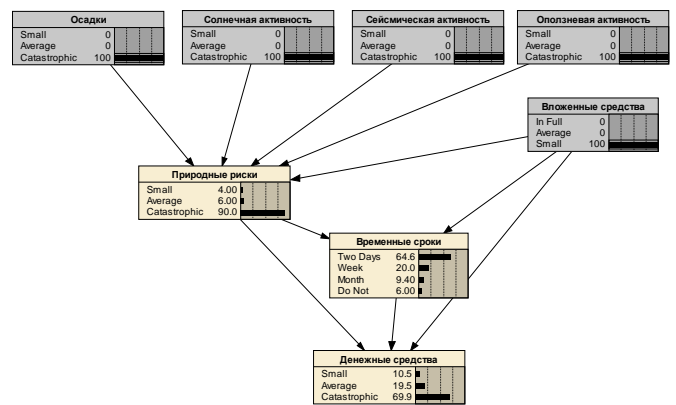 Осадки
Small 0
Average 0
Catastrophic 100
Солнечная активность
Small 0
Average 0
Catastrophic 100
Сейсмическая активность
Small 0
Average 0
Catastrophic 100
Оползневая активность
Small 0
Average 0
Catastrophic 100
Вложенные средства
In Full 0
Average 0
Small 100
Природные риски
Small 4.00
Average 6.00
Catastrophic 90.0
Временные сроки
Two Days 64.6
Week 20.0
Month 9.40
Do Not 6.00
Денежные средства
Small 10.5
Average 19.5
Catastrophic 69.9